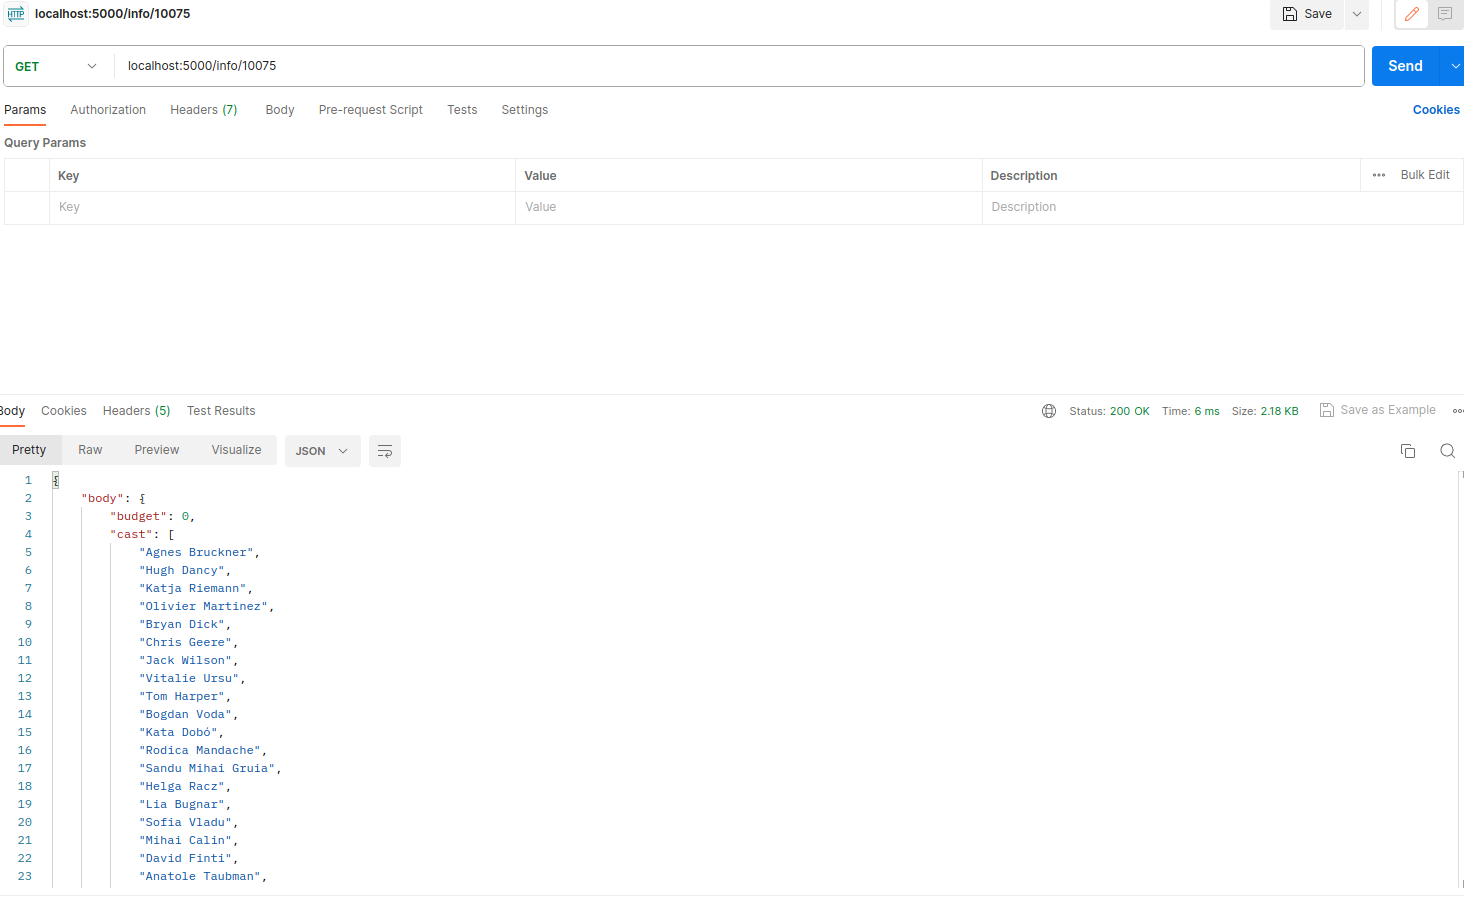 HTTP localhost:5000/info/10075 Save
GET localhost:5000/info/10075 Send
Params Authorization Headers (7) Body Pre-request Script Tests Settings Cookies
Query Params
Key Value Description ••• Bulk Edit
Key Value Description
Body Cookies Headers (5) Test Results Status: 200 OK Time: 6 ms Size: 2.18 KB Save as Example
Pretty Raw Preview Visualize JSON
1 {
2 "body": {
3 "budget": 0,
4 "cast": [
5 "Agnes Bruckner",
6 "Hugh Dancy",
7 "Katja Riemann",
8 "Olivier Martinez",
9 "Bryan Dick",
10 "Chris Geere",
11 "Jack Wilson",
12 "Vitalie Ursu",
13 "Tom Harper",
14 "Bogdan Voda",
15 "Kata Dobó",
16 "Rodica Mandache",
17 "Sandu Mihai Gruia",
18 "Helga Racz",
19 "Lia Bugnar",
20 "Sofia Vladu",
21 "Mihai Calin",
22 "David Finti",
23 "Anatole Taubman",